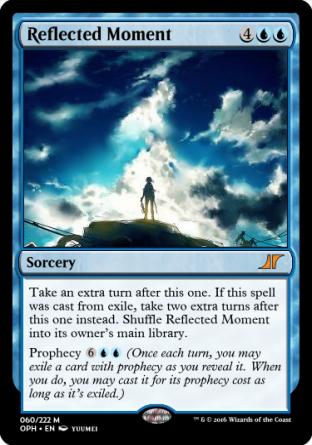 Reflected Moment 4
Sorcery
Take an extra turn after this one. If this spell
was cast from exile, take two extra turns after
this one instead. Shuffle Reflected Moment
into its owner's main library.
Prophecy 6 (Once each turn, you may
exile a card with prophecy as you reveal it. When
you do, you may cast it for its prophecy cost as
long as it's exiled.)
060/222 M
OPH • EN YUUMEI
™ & © 2016 Wizards of the Coast